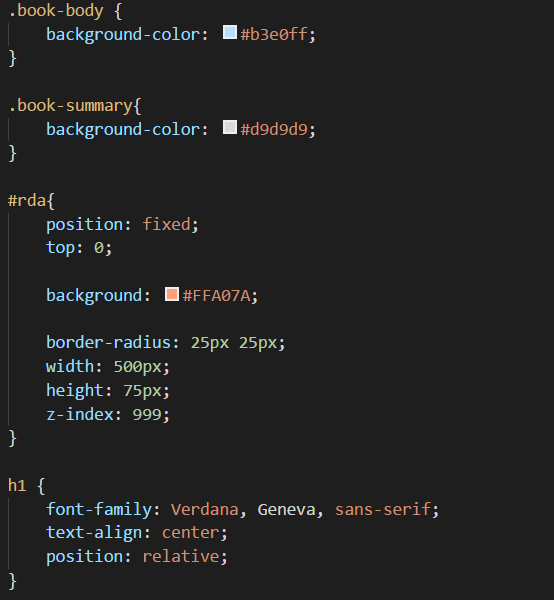 .book-body {
    background-color: #b3e0ff;
}

.book-summary{
    background-color: #d9d9d9;
}

#rda{
    position: fixed;
    top: 0;

    background: #FFA07A;

    border-radius: 25px 25px;
    width: 500px;
    height: 75px;
    z-index: 999;
}

h1 {
    font-family: Verdana, Geneva, sans-serif;
    text-align: center;
    position: relative;
}